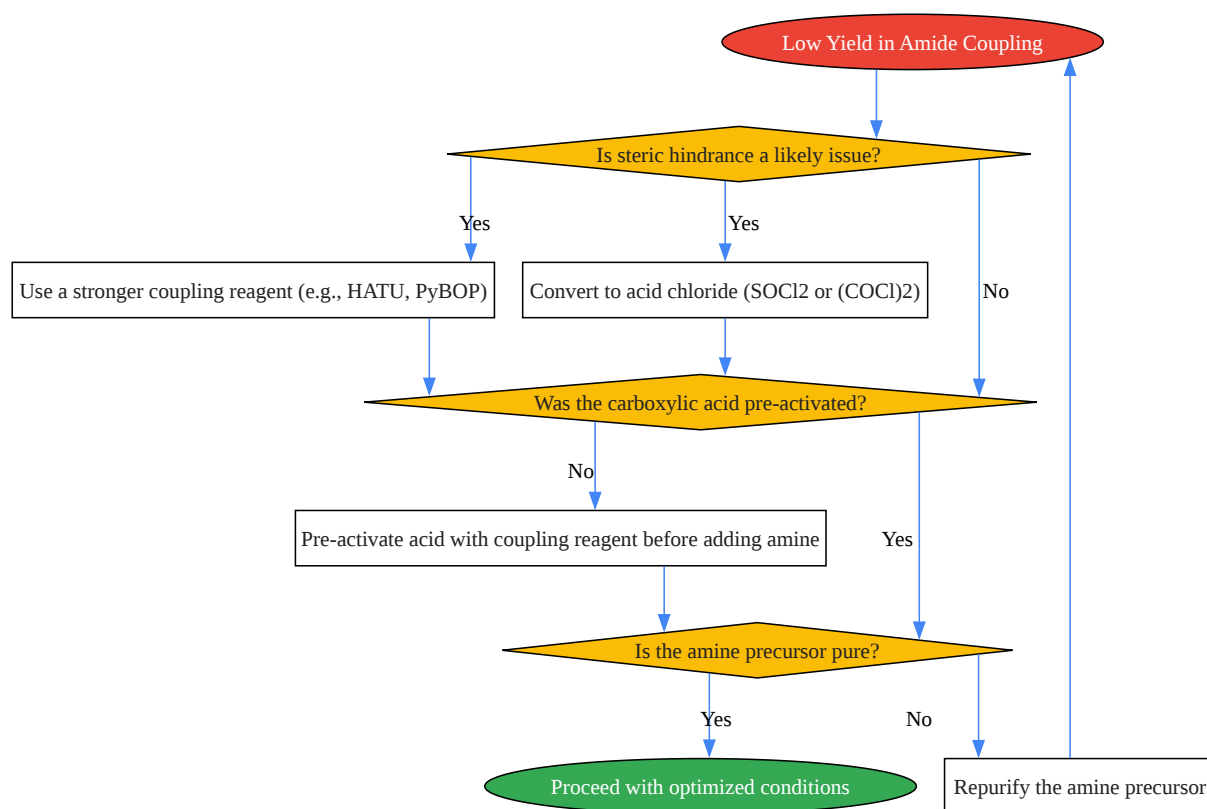 Low Yield in Amide Coupling
Is steric hindrance a likely issue?
Yes
Yes
Use a stronger coupling reagent (e.g., HATU, PyBOP)
Convert to acid chloride (SOCl2 or (COCl)2)
No
Was the carboxylic acid pre-activated?
No
Pre-activate acid with coupling reagent before adding amine
Yes
Is the amine precursor pure?
Yes
No
Proceed with optimized conditions
Repurify the amine precursor